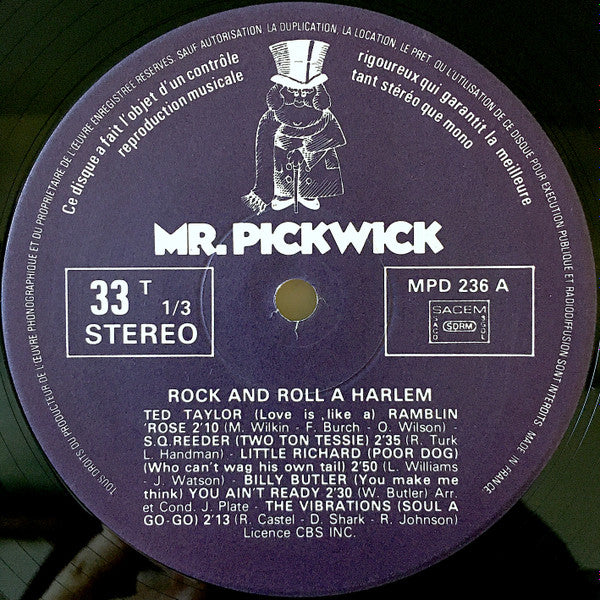 TOUS DROITS DU PRODUCTEUR DE L'ŒUVRE PHONOGRAPHIQUE ET DU PROPRIETAIRE DE L'ŒUVRE ENREGISTREE RESERVES. SAUF AUTORISATION LA DUPLICATION, LA LOCATION, LE PRET, OU L'UTILISATION DE CE DISQUE POUR EXECUTION PUBLIQUE ET RADIODIFFUSION SONT INTERDITS. MADE IN FRANCE
Ce disque a fait l'objet d'un contrôle rigoureux qui garantit la meilleure
reproduction musicale tant stéréo que mono
MR. PICKWICK
33 T 1/3
STEREO
MPD 236 A
SACEM
SACD SDRM SGDL
ROCK AND ROLL A HARLEM
TED TAYLOR (Love is ,like a) RAMBLIN
'ROSE 2'10 (M. Wilkin - F. Burch - O. Wilson) -
S.Q.REEDER (TWO TON TESSIE) 2'35 (R. Turk
L. Handman) - LITTLE RICHARD (POOR DOG)
(Who can't wag his own tail) 2'50 (L. Williams
- J. Watson) - BILLY BUTLER (You make me
think) YOU AIN'T READY 2'30 (W. Butler) Arr.
et Cond. J. Plate - THE VIBRATIONS (SOUL A
GO-GO) 2'13 (R. Castel - D. Shark - R. Johnson)
Licence CBS INC.